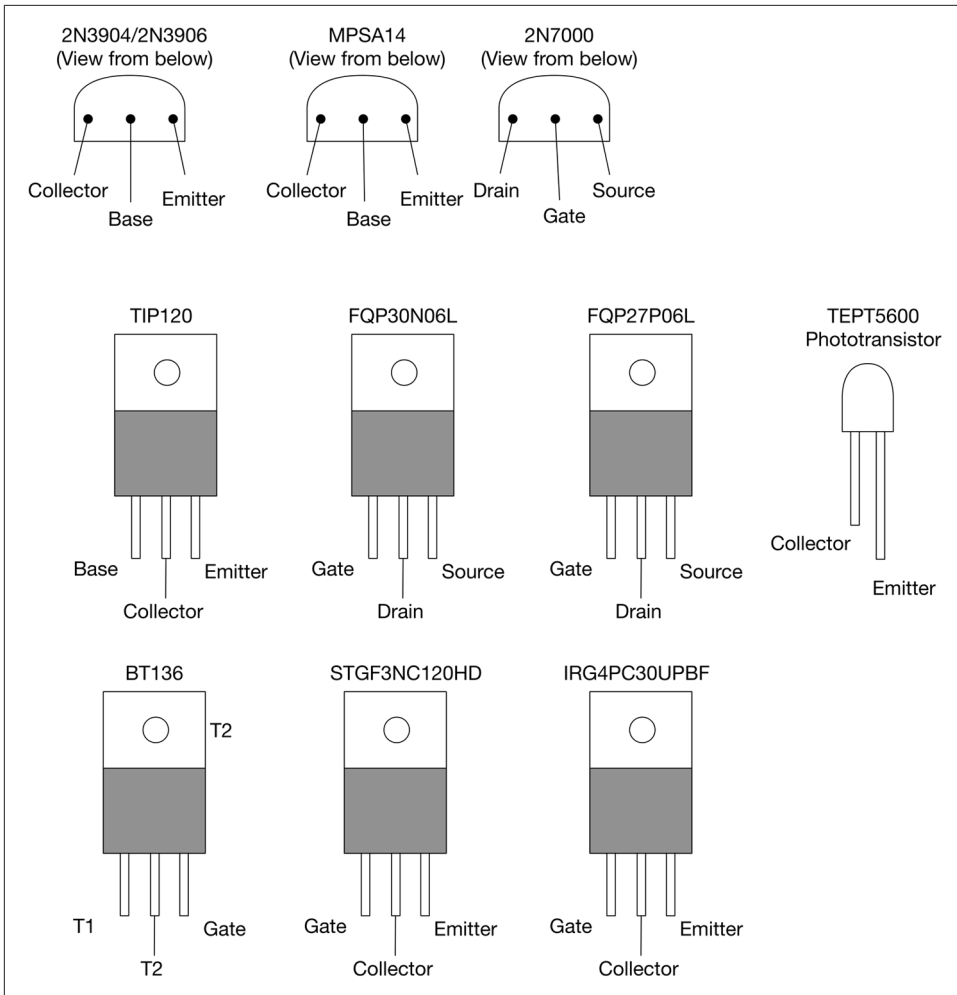 2N3904/2N3906
(View from below)
MPSA14
(View from below)
2N7000
(View from below)
Collector
Base
Emitter
Collector
Base
Emitter
Drain
Gate
Source
TIP120
FQP30N06L
FQP27P06L
TEPT5600
Phototransistor
Base
Collector
Emitter
Gate
Drain
Source
Gate
Drain
Source
Collector
Emitter
BT136
STGF3NC120HD
IRG4PC30UPBF
T2
T1
T2
Gate
Gate
Collector
Emitter
Gate
Collector
Emitter